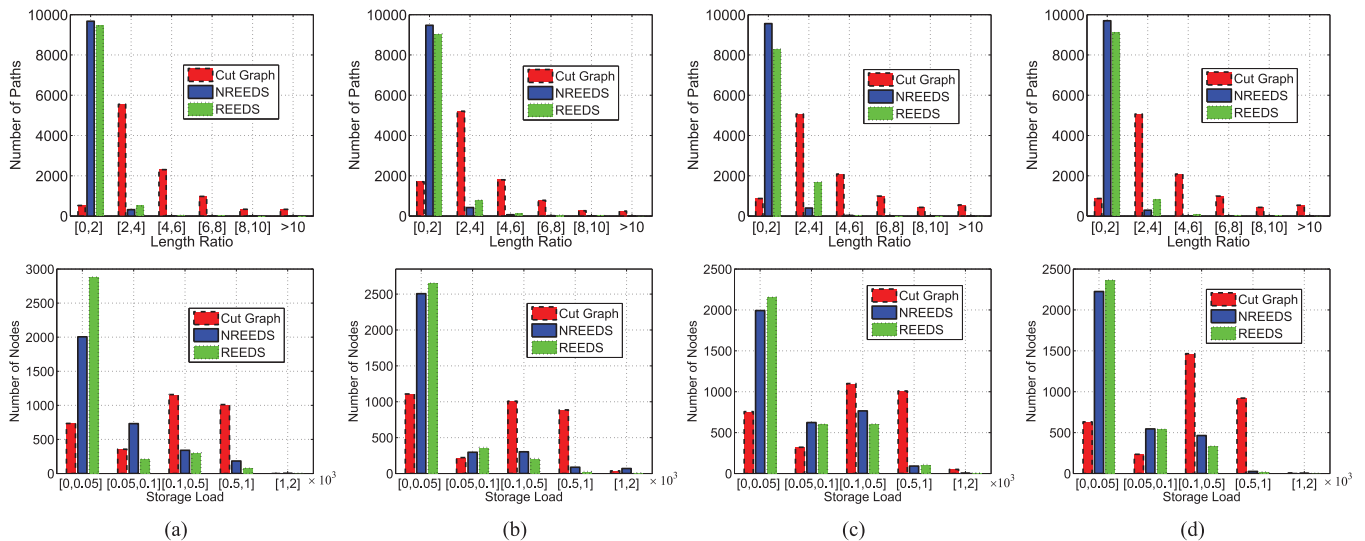 10000
8000
6000
4000
2000
0
Number of Paths
Cut Graph
NREEDS
REEDS
[0,2] [2,4] [4,6] [6,8] [8,10] >10
Length Ratio
10000
8000
6000
4000
2000
0
Number of Paths
Cut Graph
NREEDS
REEDS
[0,2] [2,4] [4,6] [6,8] [8,10] >10
Length Ratio
10000
8000
6000
4000
2000
0
Number of Paths
Cut Graph
NREEDS
REEDS
[0,2] [2,4] [4,6] [6,8] [8,10] >10
Length Ratio
10000
8000
6000
4000
2000
0
Number of Paths
Cut Graph
NREEDS
REEDS
[0,2] [2,4] [4,6] [6,8] [8,10] >10
Length Ratio
3000
2500
2000
1500
1000
500
0
Number of Nodes
Cut Graph
NREEDS
REEDS
[0,0.05] [0.05,0.1] [0.1,0.5] [0.5,1] [1,2] × 10³
Storage Load
(a)
2500
2000
1500
1000
500
0
Number of Nodes
Cut Graph
NREEDS
REEDS
[0,0.05] [0.05,0.1] [0.1,0.5] [0.5,1] [1,2] × 10³
Storage Load
(b)
2500
2000
1500
1000
500
0
Number of Nodes
Cut Graph
NREEDS
REEDS
[0,0.05] [0.05,0.1] [0.1,0.5] [0.5,1] [1,2] ×10³
Storage Load
(c)
2500
2000
1500
1000
500
0
Number of Nodes
Cut Graph
NREEDS
REEDS
[0,0.05] [0.05,0.1] [0.1,0.5] [0.5,1] [1,2] × 10³
Storage Load
(d)